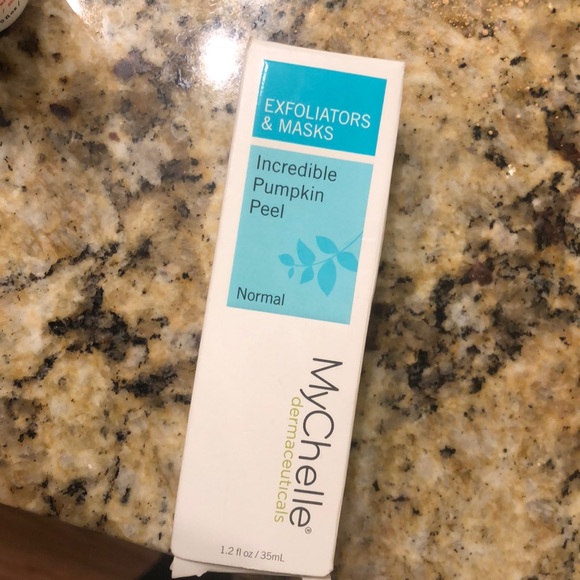 EXFOLIATORS
& MASKS
Incredible
Pumpkin
Peel
Normal
MyChelle®
dermaceuticals
1.2 fl oz / 35mL